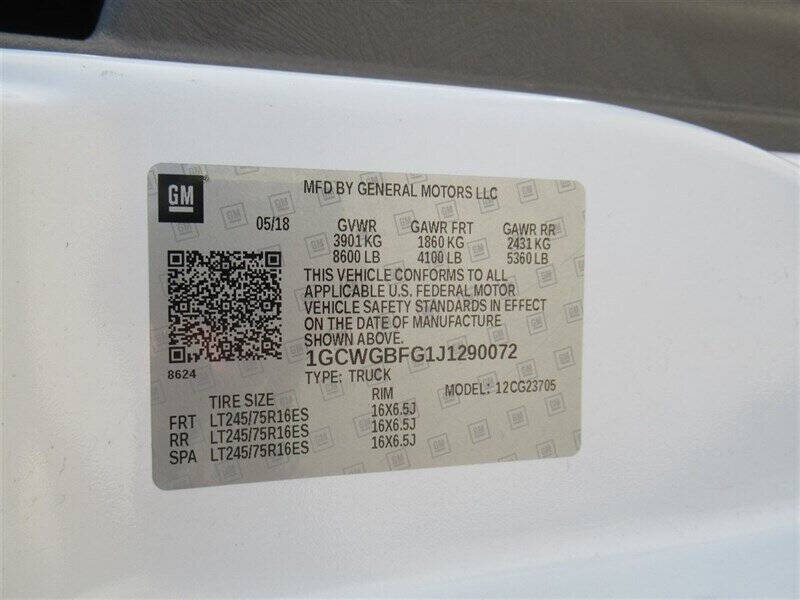 GM
MFD BY GENERAL MOTORS LLC
05/18 GVWR GAWR FRT GAWR RR
3901 KG 1860 KG 2431 KG
8600 LB 4100 LB 5360 LB
THIS VEHICLE CONFORMS TO ALL
APPLICABLE U.S. FEDERAL MOTOR
VEHICLE SAFETY STANDARDS IN EFFECT
ON THE DATE OF MANUFACTURE
SHOWN ABOVE.
1GCWGBFG1J1290072
8624
TYPE: TRUCK MODEL: 12CG23705
TIRE SIZE RIM
FRT LT245/75R16ES 16X6.5J
RR LT245/75R16ES 16X6.5J
SPA LT245/75R16ES 16X6.5J